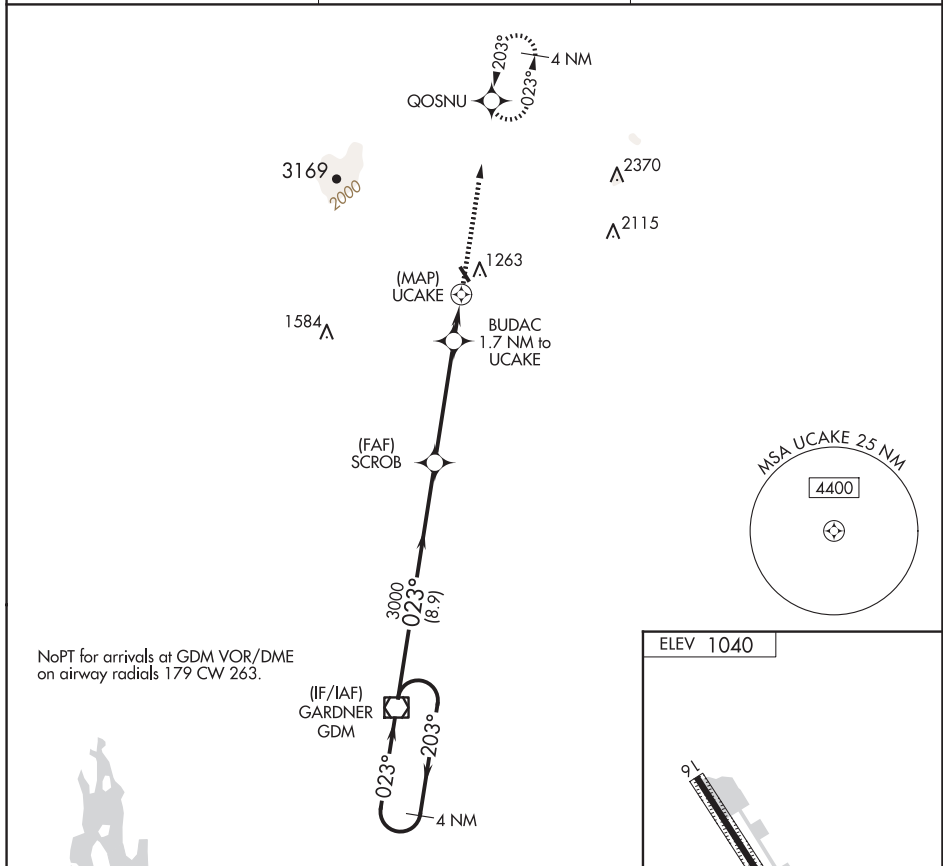 203°
4 NM
023°
QOSNU
3169
2000
2370
2115
1263
(MAP)
UCAKE
1584
BUDAC
1.7 NM to
UCAKE
(FAF)
SCROB
MSA UCAKE 25 NM
4400
3000
023°
(8.9)
NoPT for arrivals at GDM VOR/DME
on airway radials 179 CW 263.
ELEV 1040
(IF/IAF)
GARDNER
GDM
203°
023°
4 NM
16